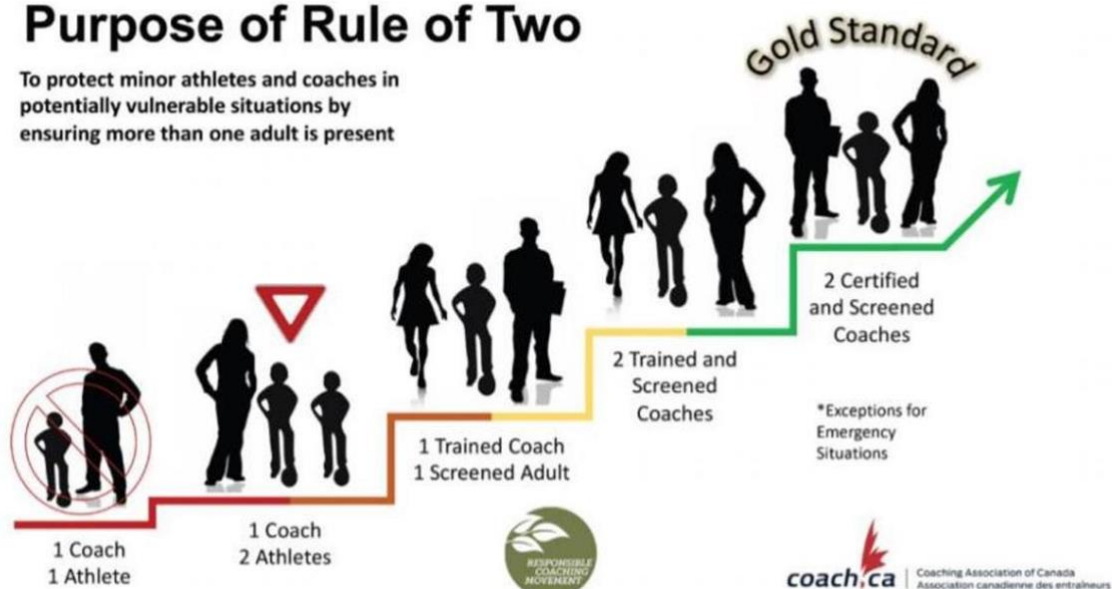 Purpose of Rule of Two
To protect minor athletes and coaches in
potentially vulnerable situations by
ensuring more than one adult is present
Gold Standard
2 Certified
and Screened
Coaches
2 Trained and
Screened
Coaches
*Exceptions for
Emergency
Situations
1 Trained Coach
1 Screened Adult
1 Coach
2 Athletes
1 Coach
1 Athlete
RESPONSIBLE
COACHING
MOVEMENT
coach.ca
Coaching Association of Canada
Association canadienne des entraîneurs